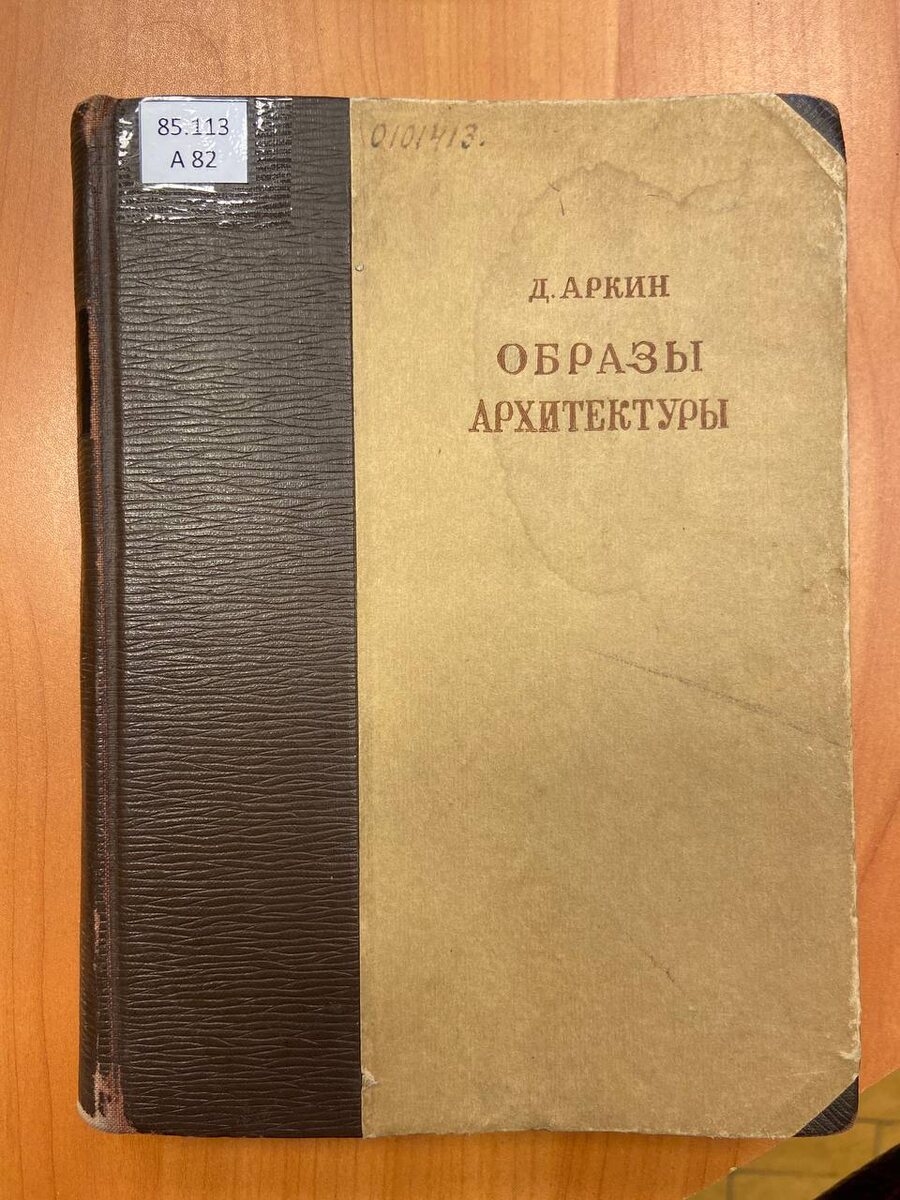 85.113
А 82
0101413.
Д. АРКИН
ОБРАЗЫ
АРХИТЕКТУРЫ